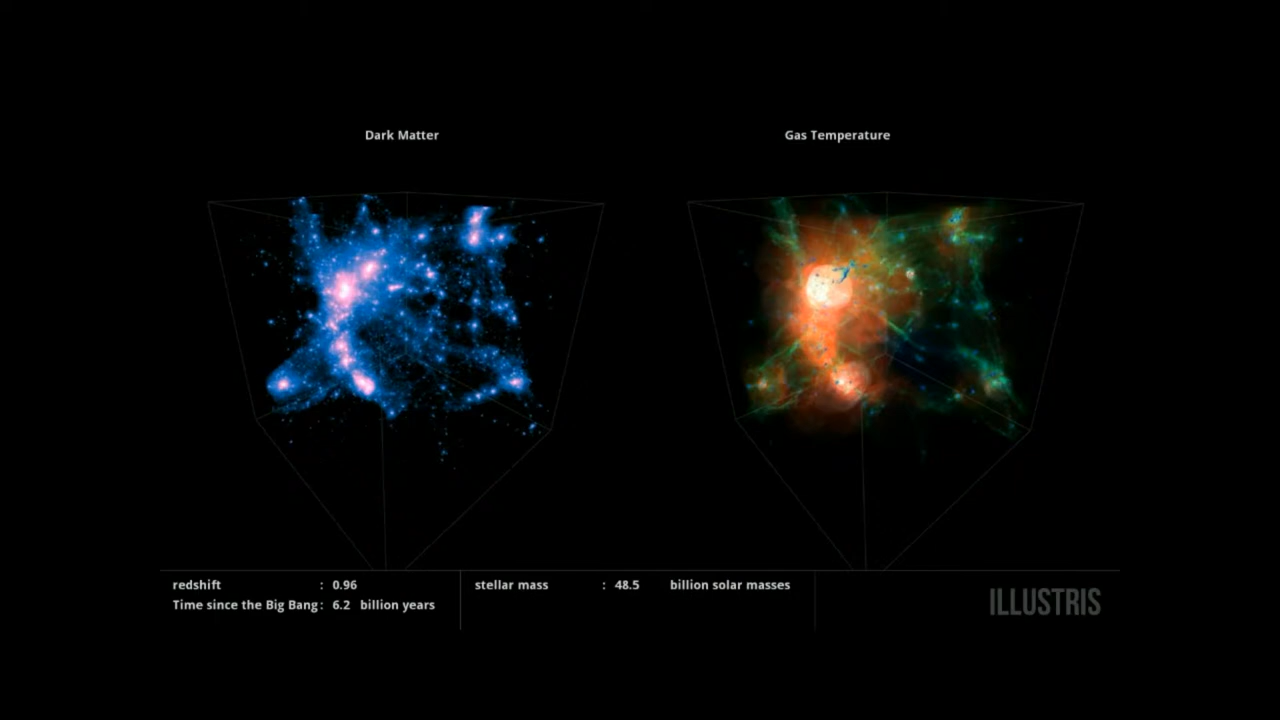 Dark Matter
Gas Temperature
redshift : 0.96
Time since the Big Bang : 6.2 billion years
stellar mass : 48.5 billion solar masses
ILLUSTRIS